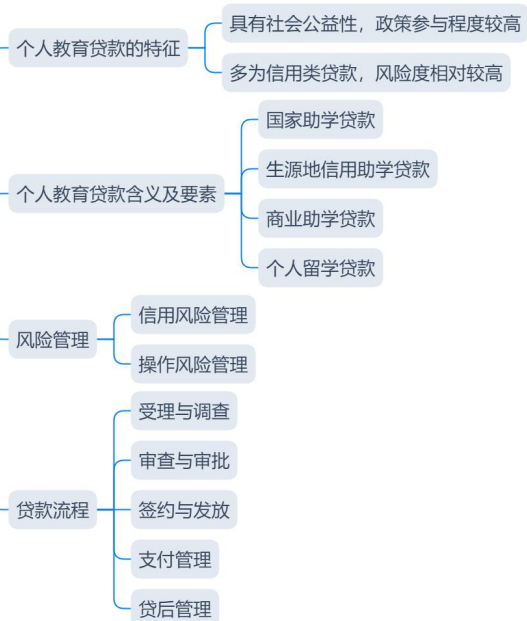 个人教育贷款的特征
具有社会公益性，政策参与程度较高
多为信用类贷款，风险度相对较高
个人教育贷款含义及要素
国家助学贷款
生源地信用助学贷款
商业助学贷款
个人留学贷款
风险管理
信用风险管理
操作风险管理
贷款流程
受理与调查
审查与审批
签约与发放
支付管理
贷后管理